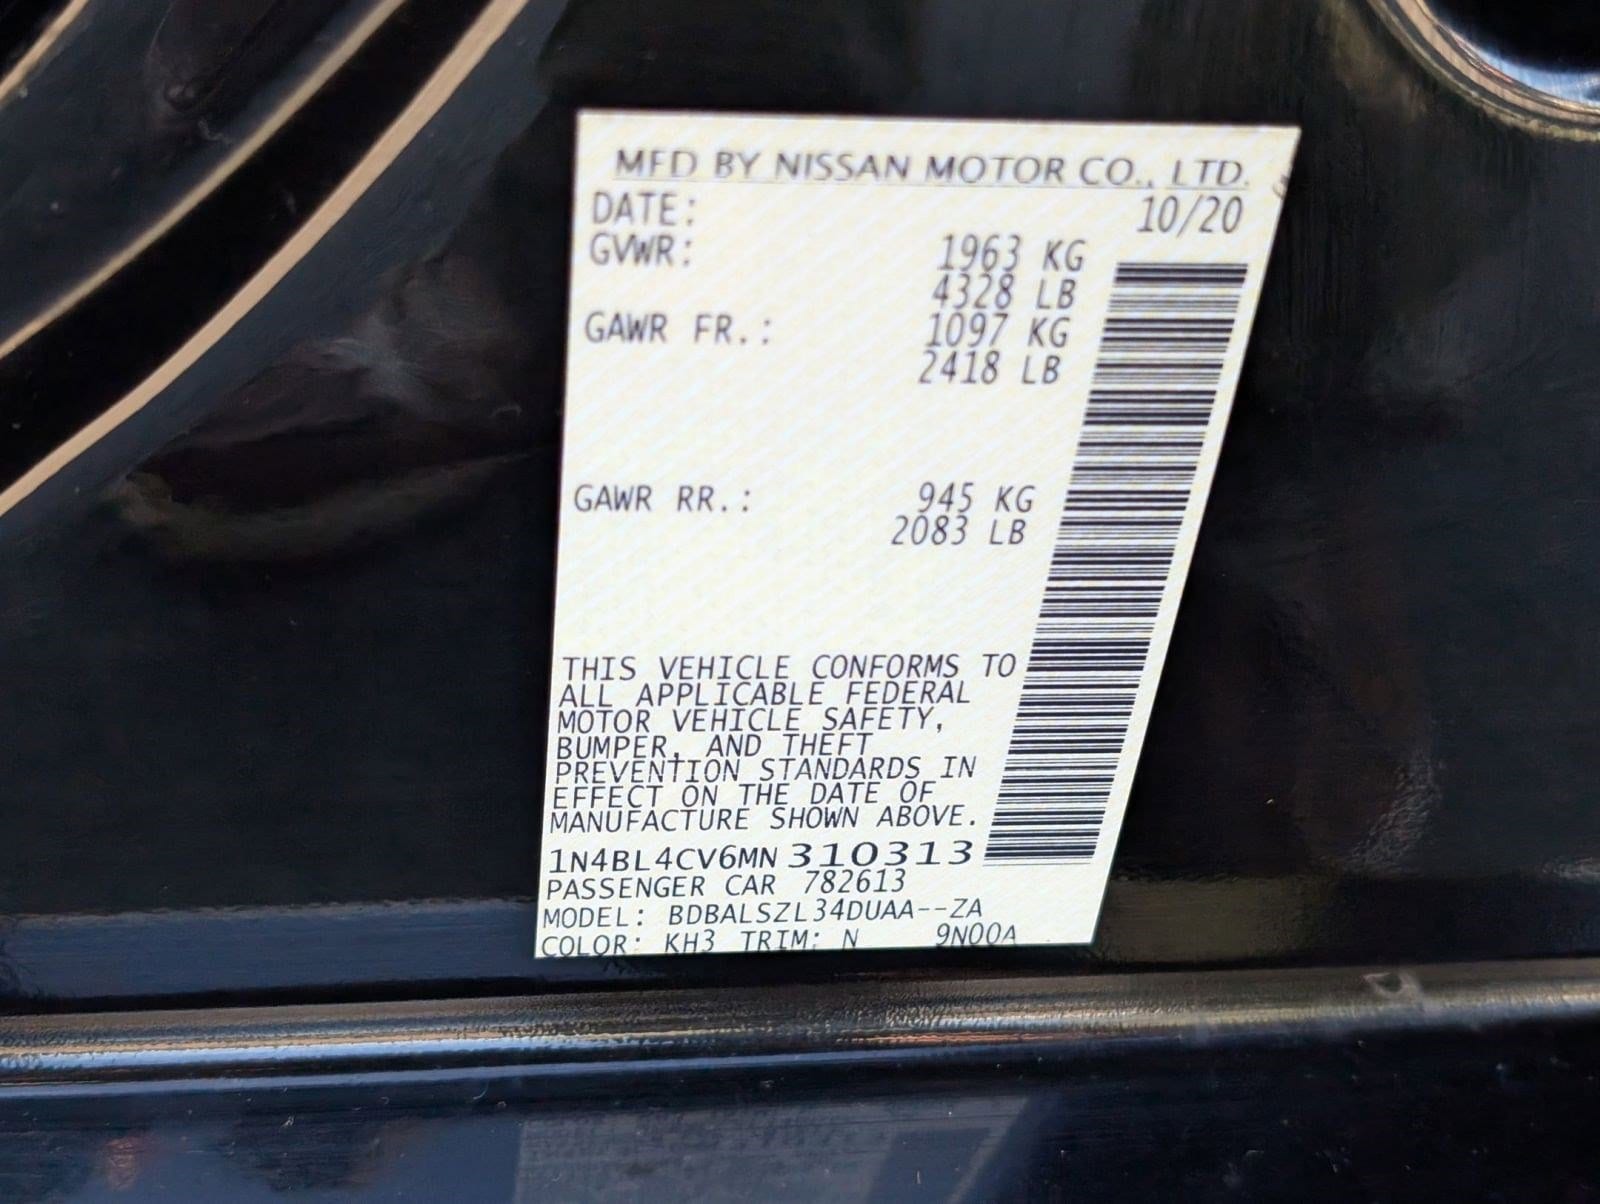 MFD BY NISSAN MOTOR CO., LTD.
DATE: 10/20
GVWR: 1963 KG
4328 LB
GAWR FR.: 1097 KG
2418 LB
GAWR RR.: 945 KG
2083 LB
THIS VEHICLE CONFORMS TO
ALL APPLICABLE FEDERAL
MOTOR VEHICLE SAFETY,
BUMPER, AND THEFT
PREVENTION STANDARDS IN
EFFECT ON THE DATE OF
MANUFACTURE SHOWN ABOVE.
1N4BL4CV6MN310313
PASSENGER CAR 782613
MODEL: BDBALSZL34DUAA--ZA
COLOR: KH3 TRIM: N 9N00A